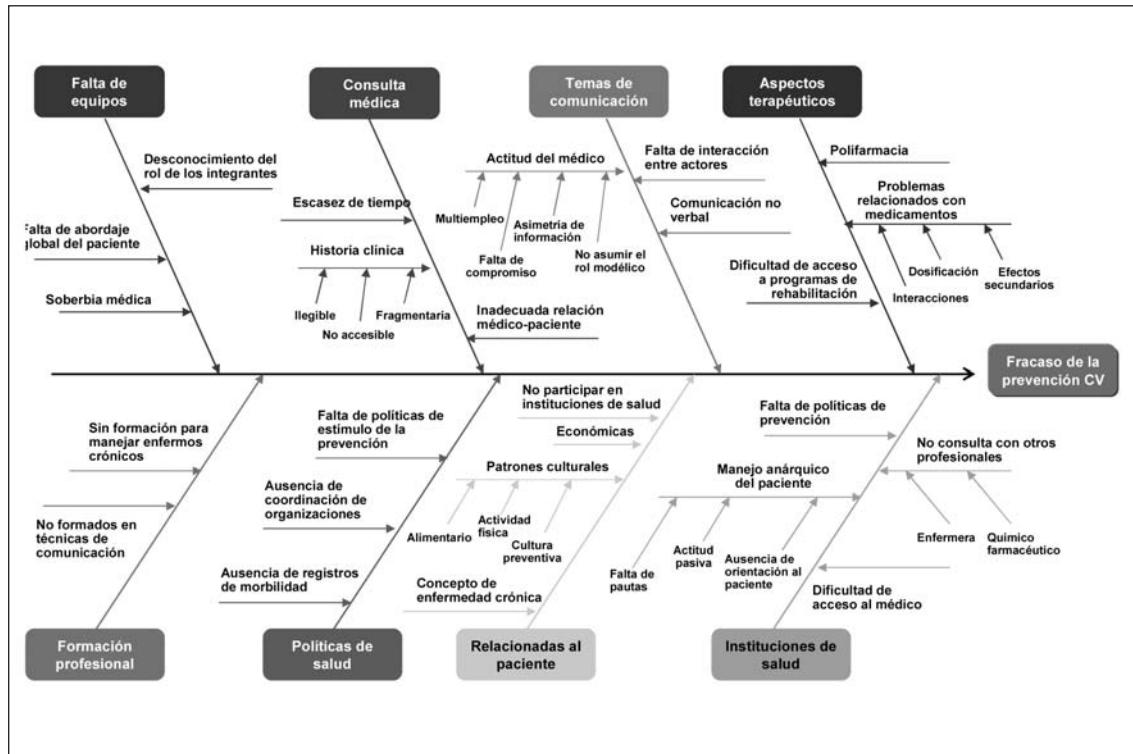 Falta de
equipos
Consulta
médica
Temas de
comunicación
Aspectos
terapéuticos
Desconocimiento del
rol de los integrantes
Falta de abordaje
global del paciente
Soberbia médica
Escasez de tiempo
Historia clínica
Ilegible
No accesible
Fragmentaria
Inadecuada relación
médico-paciente
Actitud del médico
Multiempleo
Falta de
compromiso
Asimetria de
información
No asumir el
rol modélico
Falta de interacción
entre actores
Comunicación no
verbal
Polifarmacia
Problemas
relacionados con
medicamentos
Interacciones
Dosificación
Efectos
secundarios
Dificultad de acceso
a programas de
rehabilitación
Fracaso de la
prevención CV
Sin formación para
manejar enfermos
crónicos
No formados en
técnicas de
comunicación
Falta de políticas de
estímulo de la
prevención
Ausencia de
coordinación de
organizaciones
Ausencia de registros
de morbilidad
No participar en
instituciones de salud
Económicas
Patrones culturales
Alimentario
Actividad
física
Cultura
preventiva
Concepto de
enfermedad crónica
Falta de políticas de
prevención
No consulta con otros
profesionales
Enfermera
Químico
farmacéutico
Manejo anárquico
del paciente
Falta de
pautas
Actitud
pasiva
Ausencia de
orientación al
paciente
Dificultad de
acceso al médico
Formación
profesional
Políticas de
salud
Relacionadas al
paciente
Instituciones de
salud